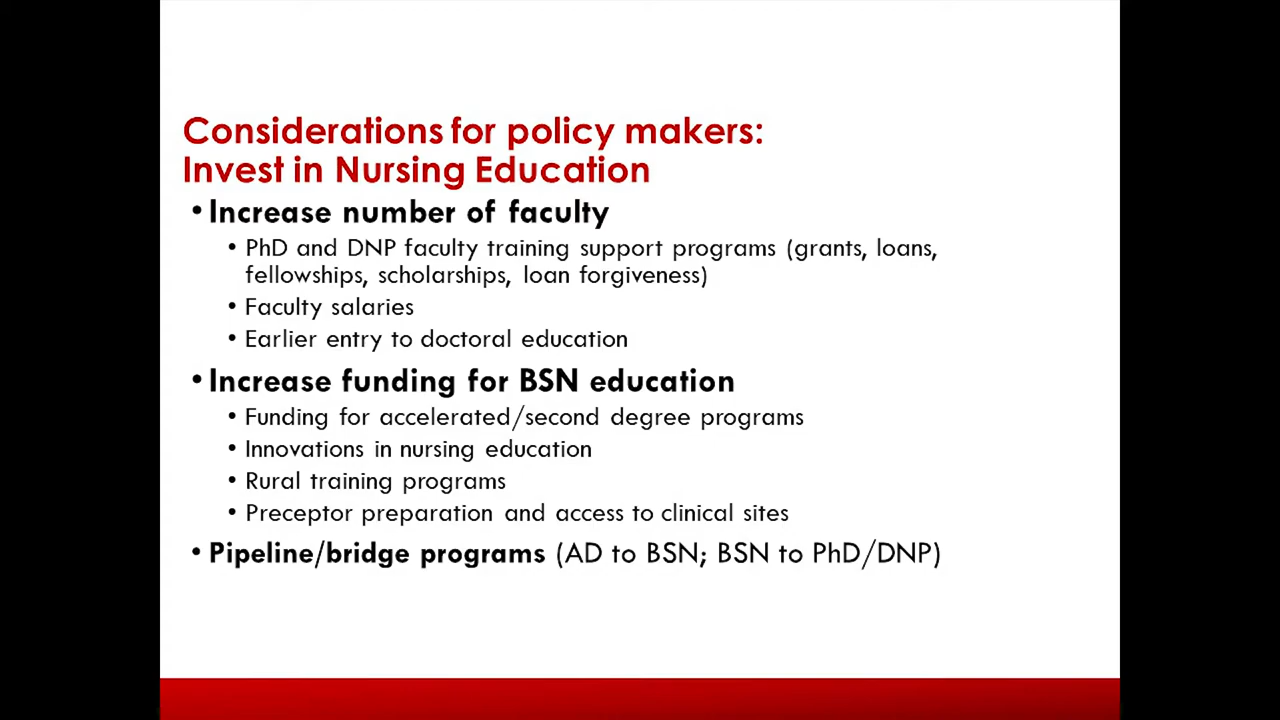 Considerations for policy makers:
Invest in Nursing Education
• Increase number of faculty
• PhD and DNP faculty training support programs (grants, loans,
fellowships, scholarships, loan forgiveness)
• Faculty salaries
• Earlier entry to doctoral education
• Increase funding for BSN education
• Funding for accelerated/second degree programs
• Innovations in nursing education
• Rural training programs
• Preceptor preparation and access to clinical sites
• Pipeline/bridge programs (AD to BSN; BSN to PhD/DNP)